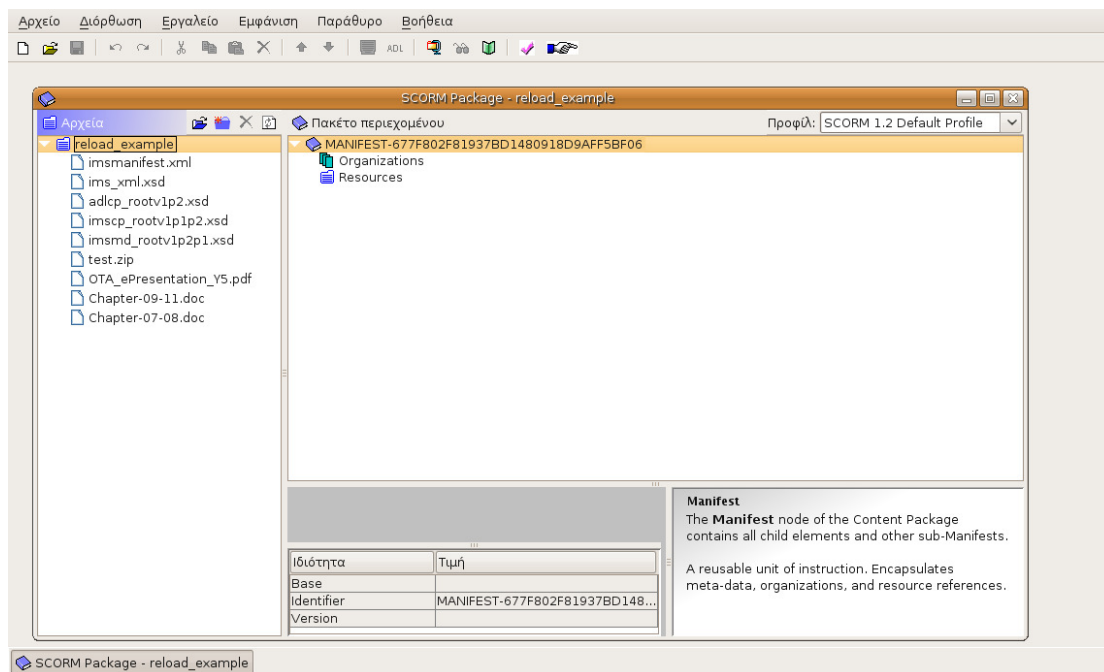 Αρχείο Διόρθωση Εργαλείο Εμφάνιση Παράθυρο Βοήθεια
ADL
SCORM Package - reload_example
Αρχεία
Πακέτο περιεχομένου
Προφίλ: SCORM 1.2 Default Profile
reload_example
imsmanifest.xml
ims_xml.xsd
adlcp_rootv1p2.xsd
imscp_rootv1p1p2.xsd
imsmd_rootv1p2p1.xsd
test.zip
OTA_ePresentation_Y5.pdf
Chapter-09-11.doc
Chapter-07-08.doc
MANIFEST-677F802F81937BD1480918D9AFF5BF06
Organizations
Resources
Ιδιότητα Τιμή
Base
Identifier MANIFEST-677F802F81937BD148...
Version
Manifest
The Manifest node of the Content Package
contains all child elements and other sub-Manifests.
A reusable unit of instruction. Encapsulates
meta-data, organizations, and resource references.
SCORM Package - reload_example